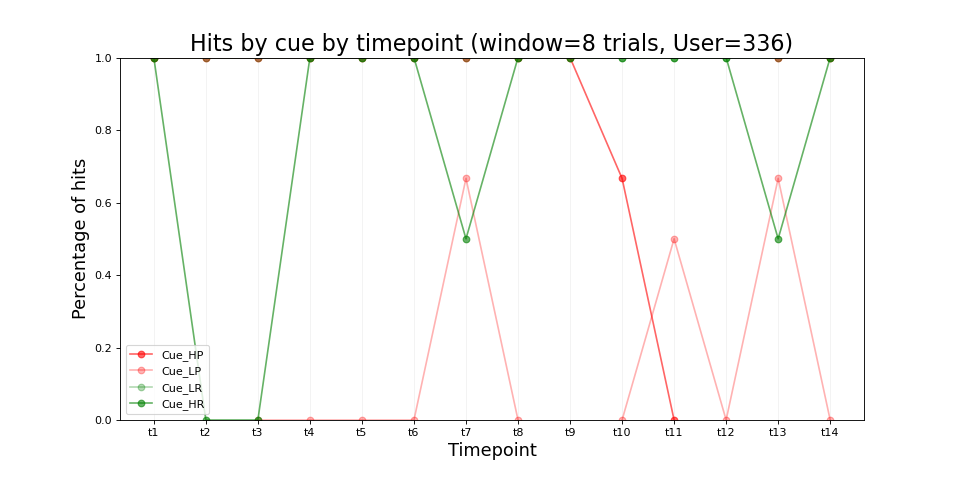 Hits by cue by timepoint (window=8 trials, User=336)
Percentage of hits
1.0
0.8
0.6
0.4
0.2
0.0
Cue_HP
Cue_LP
Cue_LR
Cue_HR
t1 t2 t3 t4 t5 t6 t7 t8 t9 t10 t11 t12 t13 t14
Timepoint